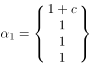 α₁ = { 1 + c
1
1
1 }